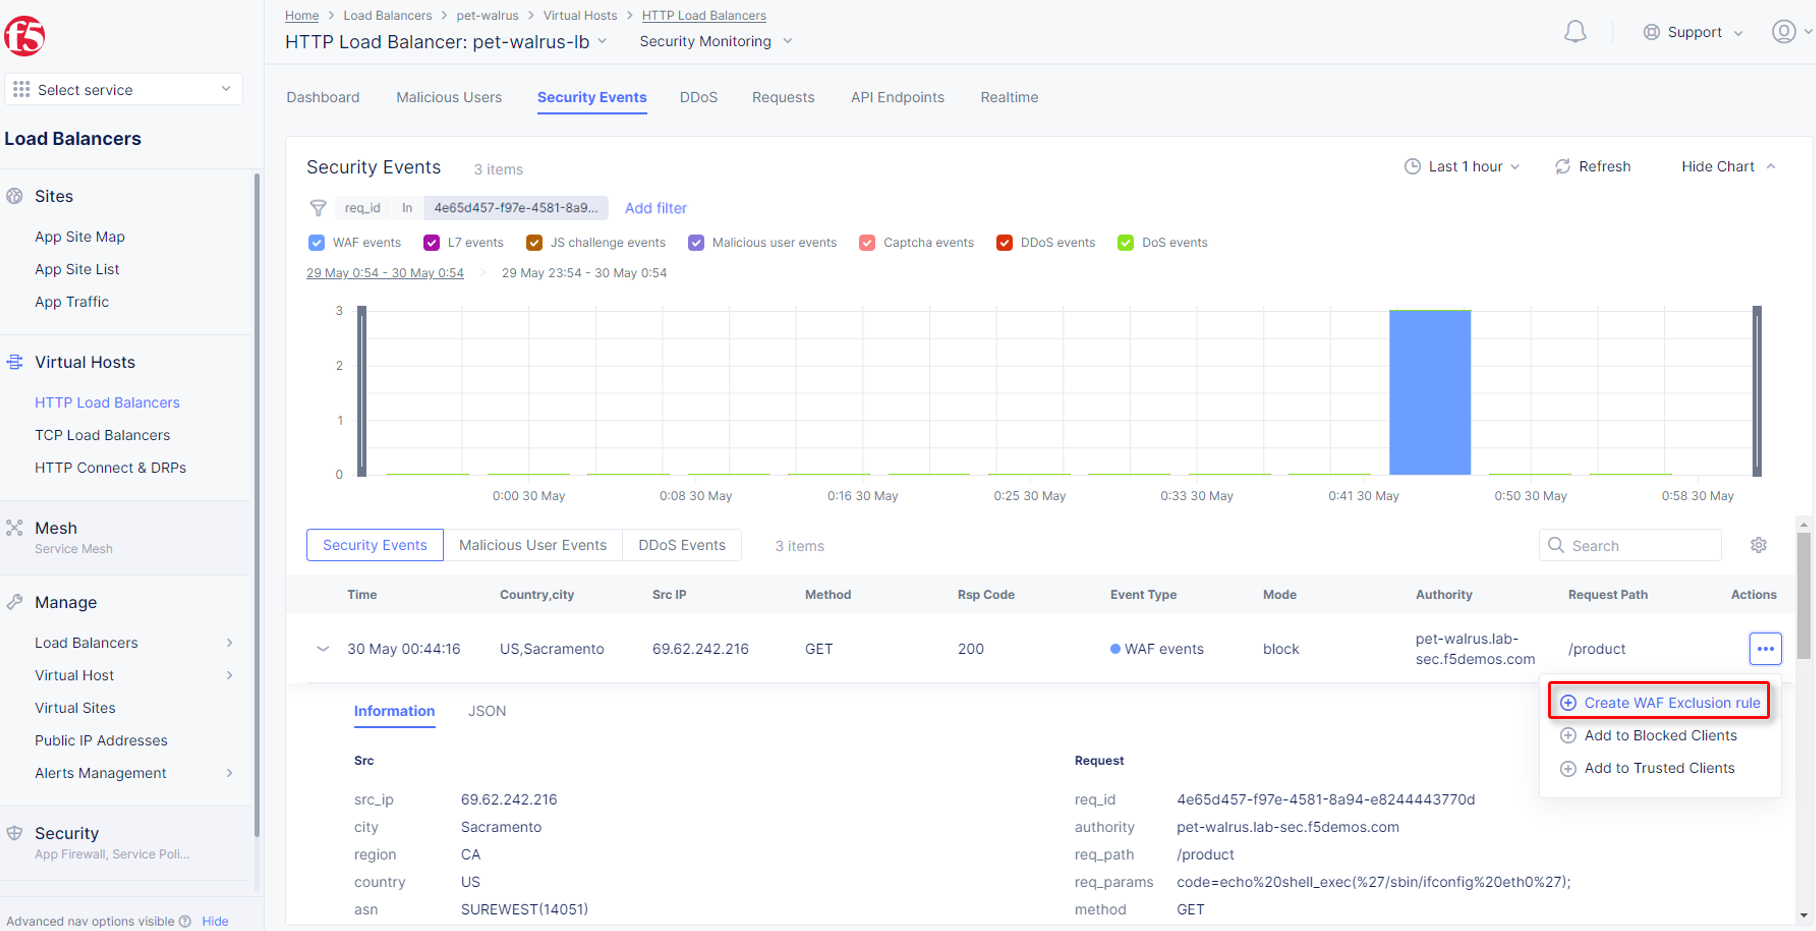 f5
Select service
Load Balancers
Sites
App Site Map
App Site List
App Traffic
Virtual Hosts
HTTP Load Balancers
TCP Load Balancers
HTTP Connect & DRPs
Mesh
Service Mesh
Manage
Load Balancers
Virtual Host
Virtual Sites
Public IP Addresses
Alerts Management
Security
App Firewall, Service Poli...
Advanced nav options visible Hide
Home > Load Balancers > pet-walrus > Virtual Hosts > HTTP Load Balancers
HTTP Load Balancer: pet-walrus-lb Security Monitoring
Support
Dashboard Malicious Users Security Events DDoS Requests API Endpoints Realtime
Security Events 3 items
Last 1 hour Refresh Hide Chart
req_id In 4e65d457-f97e-4581-8a9... Add filter
WAF events L7 events JS challenge events Malicious user events Captcha events DDoS events DoS events
29 May 0:54 - 30 May 0:54 29 May 23:54 - 30 May 0:54
3
2
1
0
0:00 30 May 0:08 30 May 0:16 30 May 0:25 30 May 0:33 30 May 0:41 30 May 0:50 30 May 0:58 30 May
Security Events Malicious User Events DDoS Events 3 items Search
Time Country,city Src IP Method Rsp Code Event Type Mode Authority Request Path Actions
30 May 00:44:16 US,Sacramento 69.62.242.216 GET 200 WAF events block pet-walrus.lab- /product
sec.f5demos.com
Create WAF Exclusion rule
Add to Blocked Clients
Add to Trusted Clients
Information JSON
Src
src_ip 69.62.242.216
city Sacramento
region CA
country US
asn SUREWEST(14051)
Request
req_id 4e65d457-f97e-4581-8a94-e8244443770d
authority pet-walrus.lab-sec.f5demos.com
req_path /product
req_params code=echo%20shell_exec(%27/sbin/ifconfig%20eth0%27);
method GET